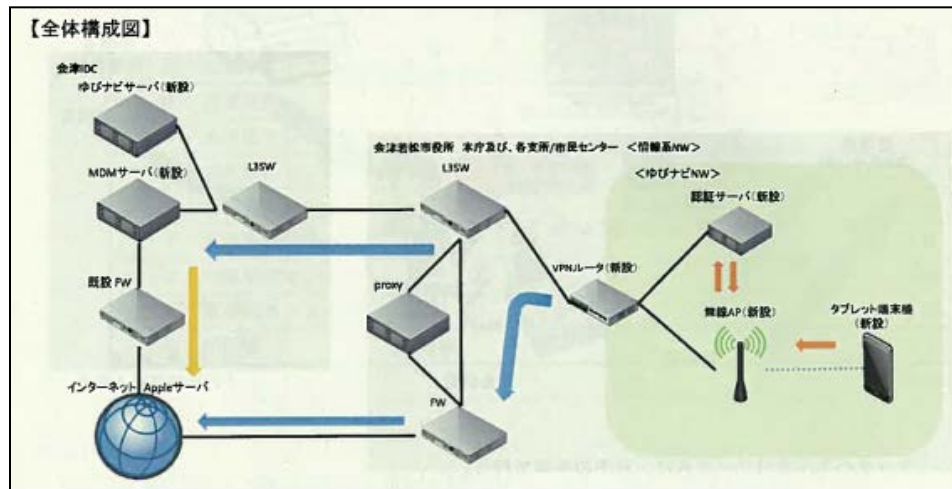 【全体構成図】
会津IDC
ゆびナビサーバ(新設)
MDMサーバ(新設)
L3SW
既設 FW
インターネット Appleサーバ
会津若松市役所 本庁及び、各支所/市民センター <情報系NW>
L3SW
proxy
FW
VPNルータ(新設)
<ゆびナビNW>
認証サーバ(新設)
無線AP(新設)
タブレット端末機
(新設)